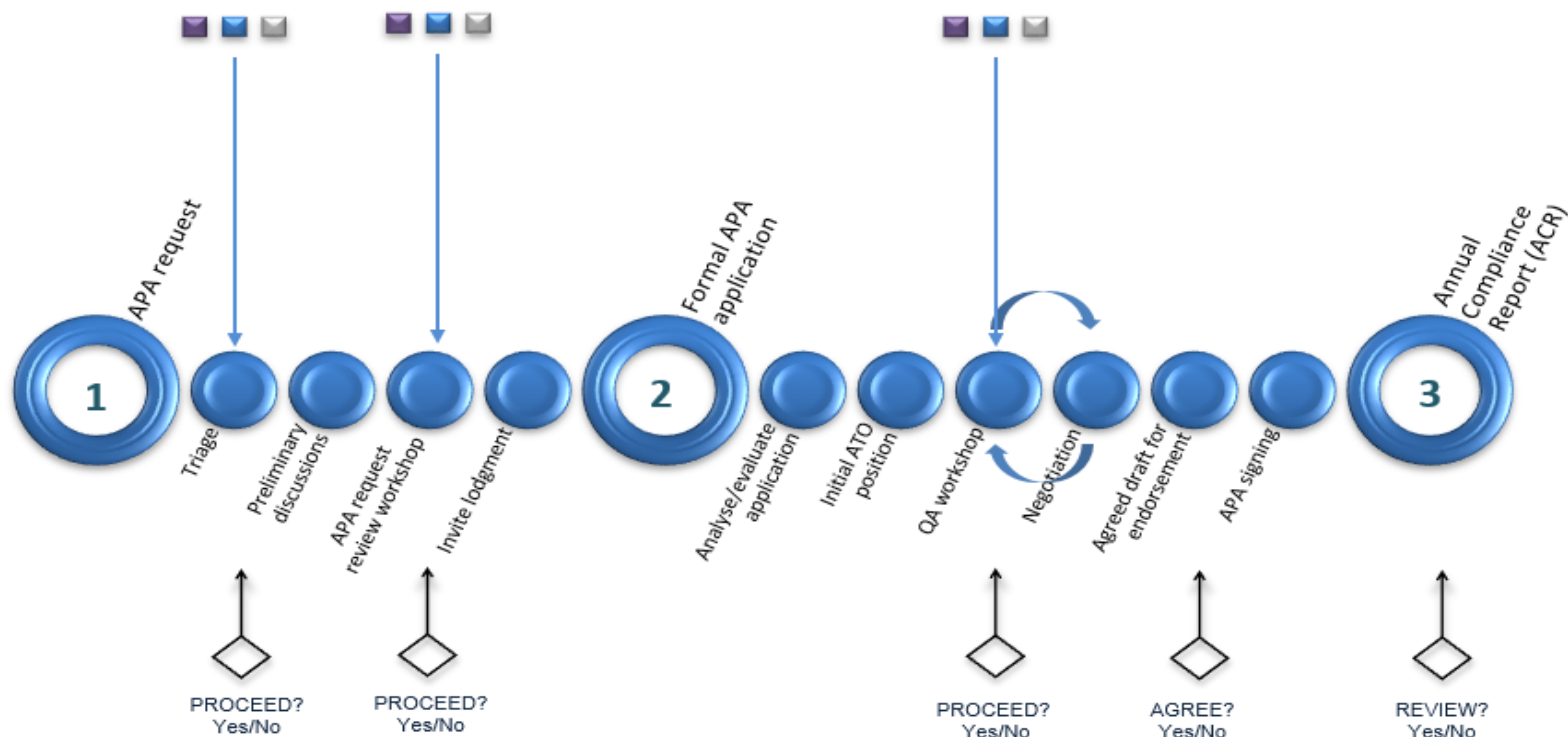 APA request
Formal APA
application
Annual
Compliance
Report (ACR)
1
2
3
Triage
Preliminary
discussions
APA request
review workshop
Invite lodgment
Analyse/evaluate
application
Initial ATO
position
QA workshop
Negotiation
Agreed draft for
endorsement
APA signing
PROCEED?
Yes/No
PROCEED?
Yes/No
PROCEED?
Yes/No
AGREE?
Yes/No
REVIEW?
Yes/No